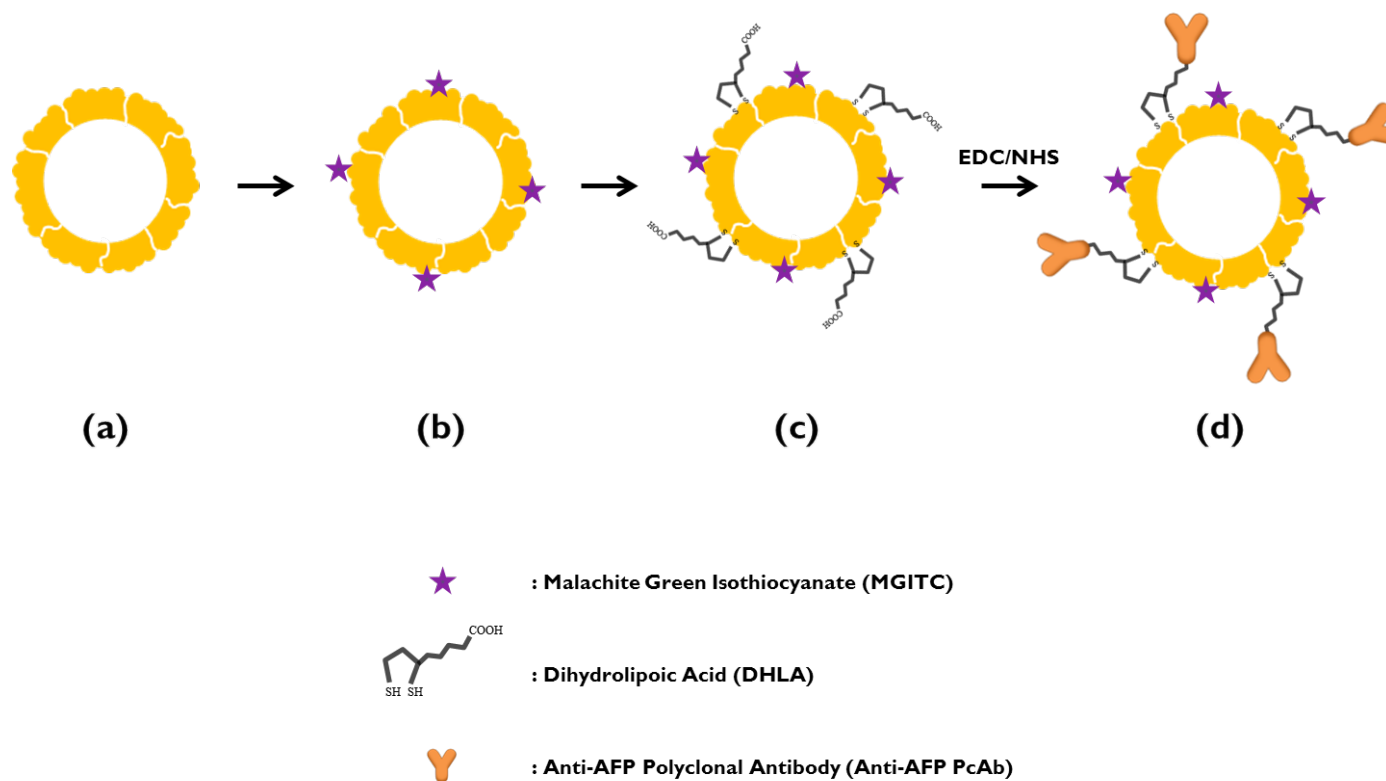 COOH
COOH
COOH
COOH
S
S
S
S
S
S
S
S
EDC/NHS
S
S
S
S
S
S
S
S
(a)
(b)
(c)
(d)
: Malachite Green Isothiocyanate (MGITC)
COOH
SH SH
: Dihydrolipoic Acid (DHLA)
: Anti-AFP Polyclonal Antibody (Anti-AFP PcAb)